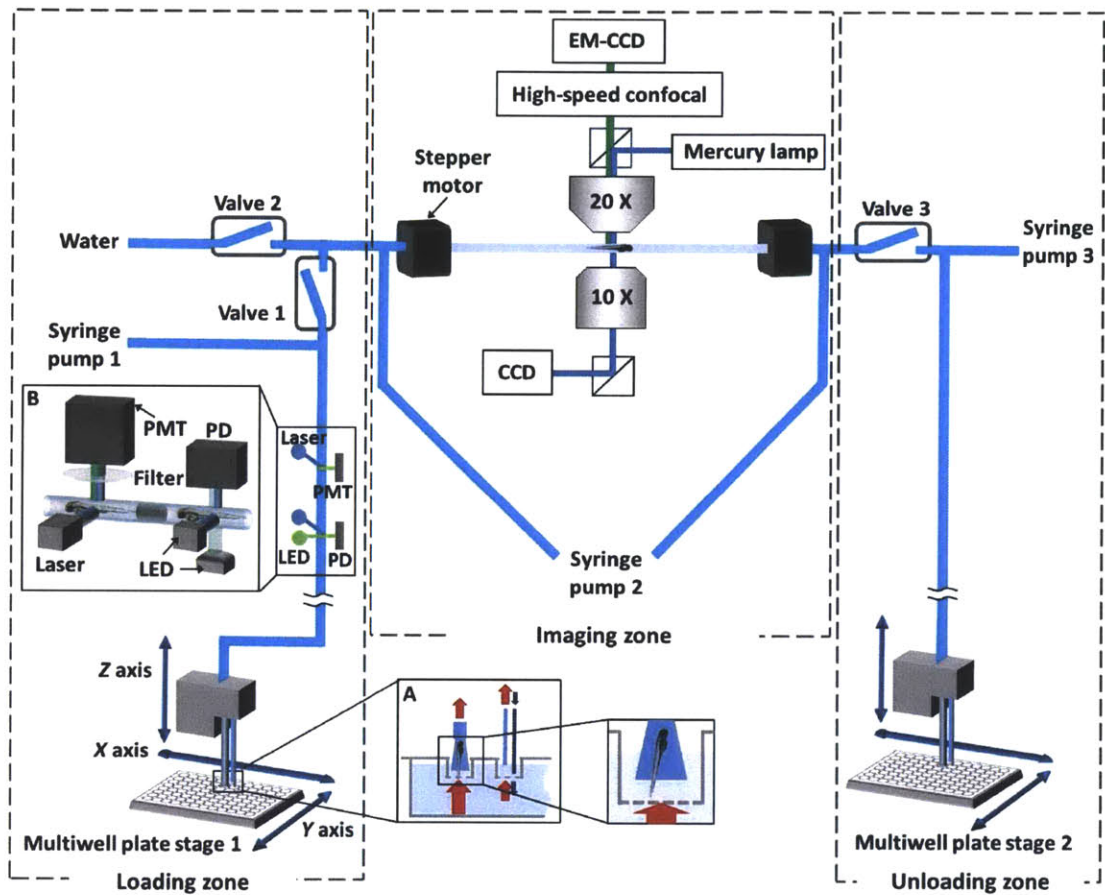 EM-CCD
High-speed confocal
Mercury lamp
Stepper
motor
20 X
Valve 2
Valve 3
Water
Syringe
pump 3
10 X
Valve 1
Syringe
pump 1
CCD
B
PMT
PD
Filter
Laser
LED
Laser
PMT
LED
PD
Syringe
pump 2
Imaging zone
Z axis
X axis
Y axis
A
Multiwell plate stage 1
Loading zone
Multiwell plate stage 2
Unloading zone